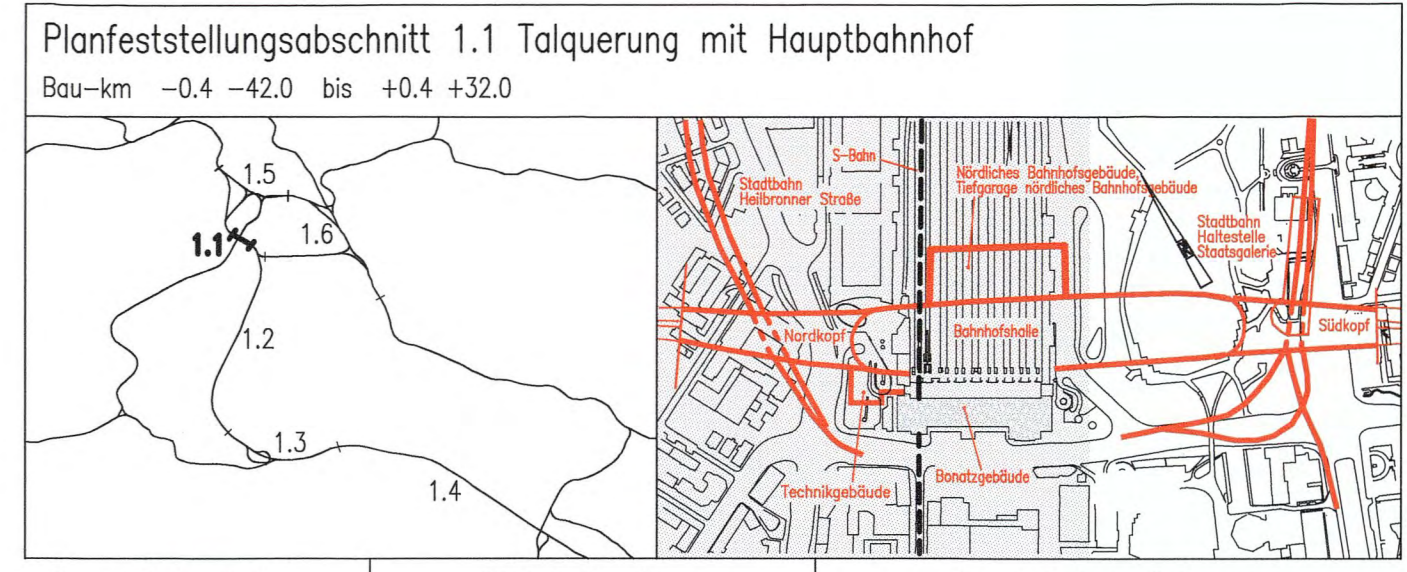 Planfeststellungsabschnitt 1.1 Talquerung mit Hauptbahnhof
Bau-km -0.4 -42.0 bis +0.4 +32.0
1.5
1.1
1.6
1.2
1.3
1.4
S-Bahn
Stadtbahn
Heilbronner Straße
Nördliches Bahnhofsgebäude,
Tiefgarage nördliches Bahnhofsgebäude
Stadtbahn
Haltestelle
Staatsgalerie
Nordkopf
Bahnhofshalle
Südkopf
Technikgebäude
Bonatzgebäude